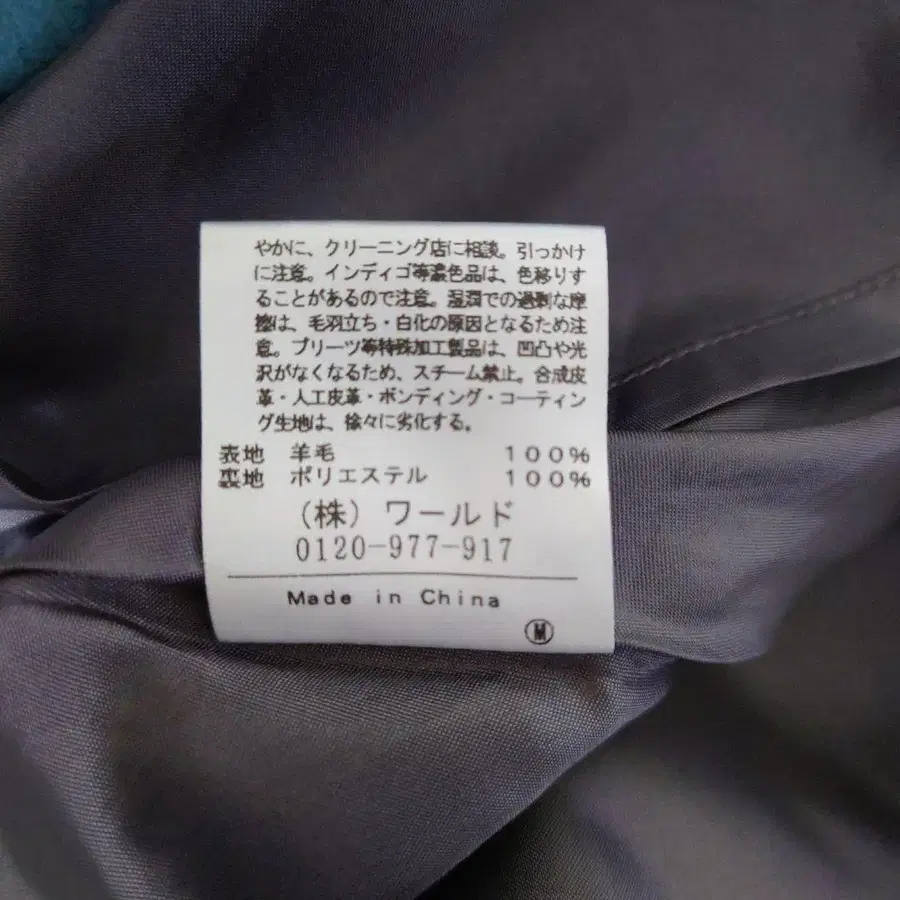 やかに、クリーニング店に相談。引っかけ
に注意。インディゴ等濃色品は、色移りす
ることがあるので注意。湿潤での過剰な摩
擦は、毛羽立ち・白化の原因となるため注
意。プリーツ等特殊加工製品は、凹凸や光
沢がなくなるため、スチーム禁止。合成皮
革・人工皮革・ボンディング・コーティン
グ生地は、徐々に劣化する。
表地 羊毛 100%
裏地 ポリエステル 100%
(株)ワールド
0120-977-917
Made in China
Ⓜ